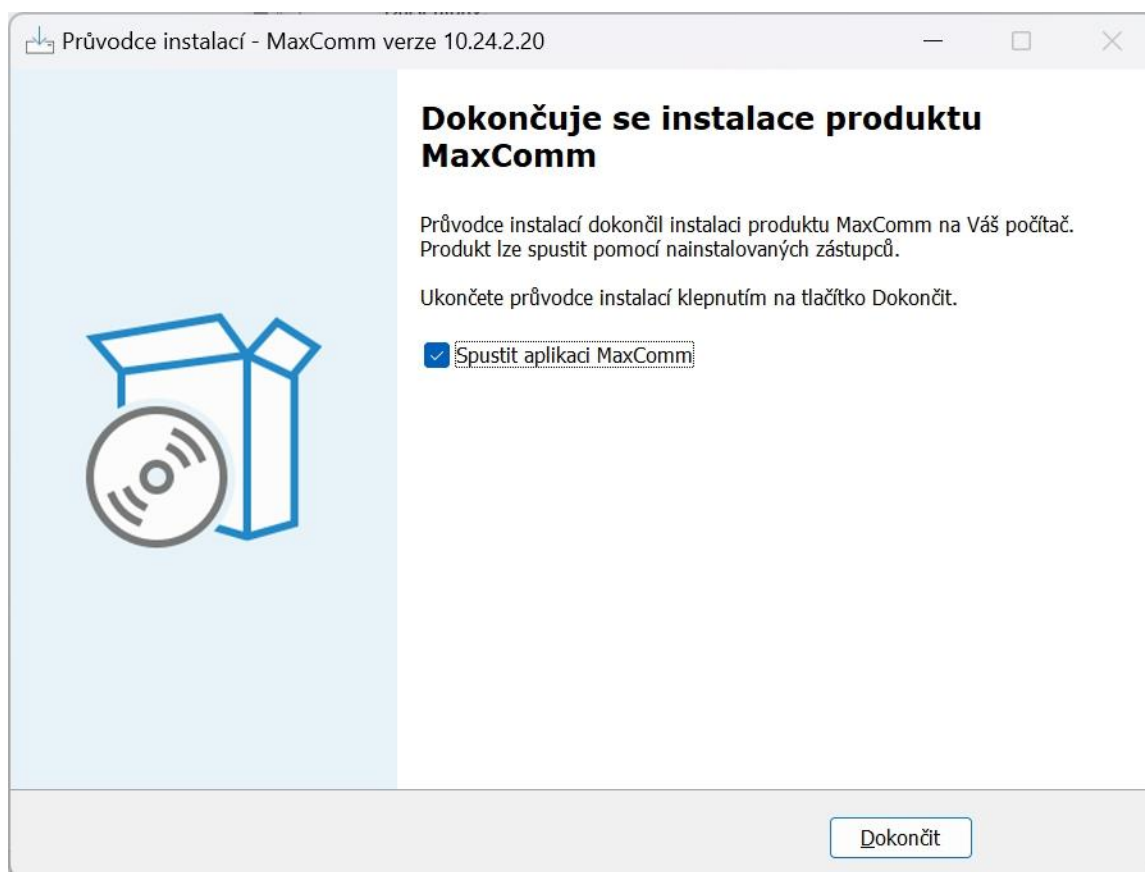 Průvodce instalací - MaxComm verze 10.24.2.20
Dokončuje se instalace produktu
MaxComm
Průvodce instalací dokončil instalaci produktu MaxComm na Váš počítač.
Produkt lze spustit pomocí nainstalovaných zástupců.
Ukončete průvodce instalací klepnutím na tlačítko Dokončit.
Spustit aplikaci MaxComm
Dokončit